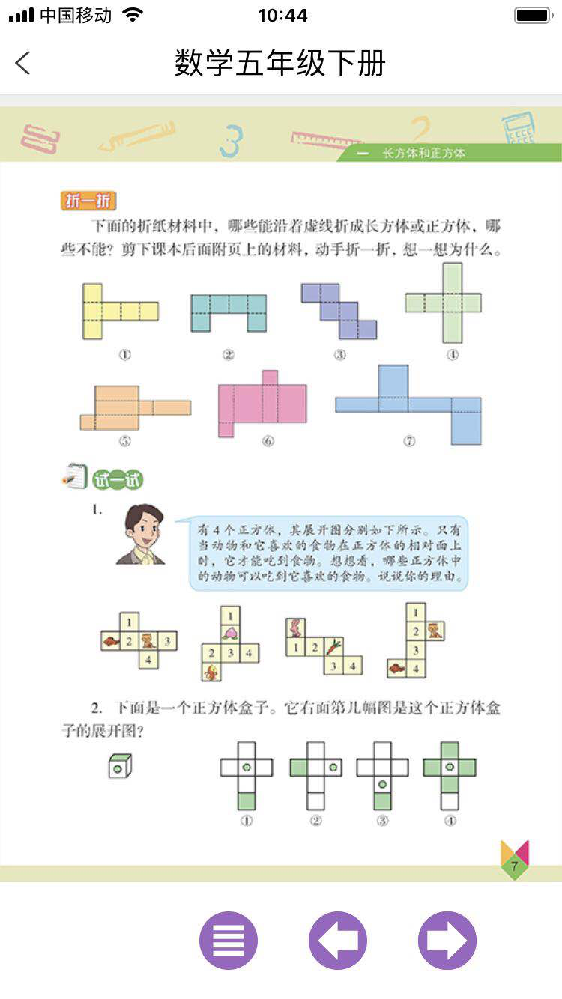 中国移动
10:44
数学五年级下册
3
2
一 长方体和正方体
折一折
下面的折纸材料中，哪些能沿着虚线折成长方体或正方体，哪
些不能？剪下课本后面附页上的材料，动手折一折，想一想为什么。
① ② ③ ④
⑤ ⑥ ⑦
试一试
1.
有4个正方体，其展开图分别如下所示。只有
当动物和它喜欢的食物在正方体的相对面上
时，它才能吃到食物。想想看，哪些正方体中
的动物可以吃到它喜欢的食物。说说你的理由。
1
2 3
4
1
2 3 4
1 2
3 4
1
2
3
4
2. 下面是一个正方体盒子。它右面第几幅图是这个正方体盒
子的展开图？
① ② ③ ④
7